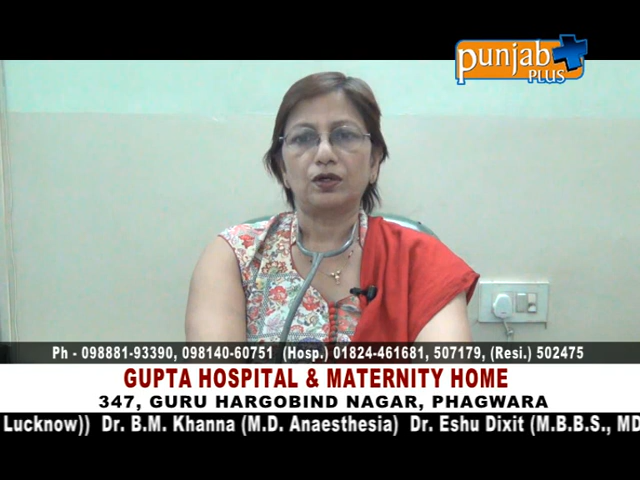 punjab
PLUS
Ph - 098881-93390, 098140-60751 (Hosp.) 01824-461681, 507179, (Resi.) 502475
GUPTA HOSPITAL & MATERNITY HOME
347, GURU HARGOBIND NAGAR, PHAGWARA
Lucknow)) Dr. B.M. Khanna (M.D. Anaesthesia) Dr. Eshu Dixit (M.B.B.S., MD